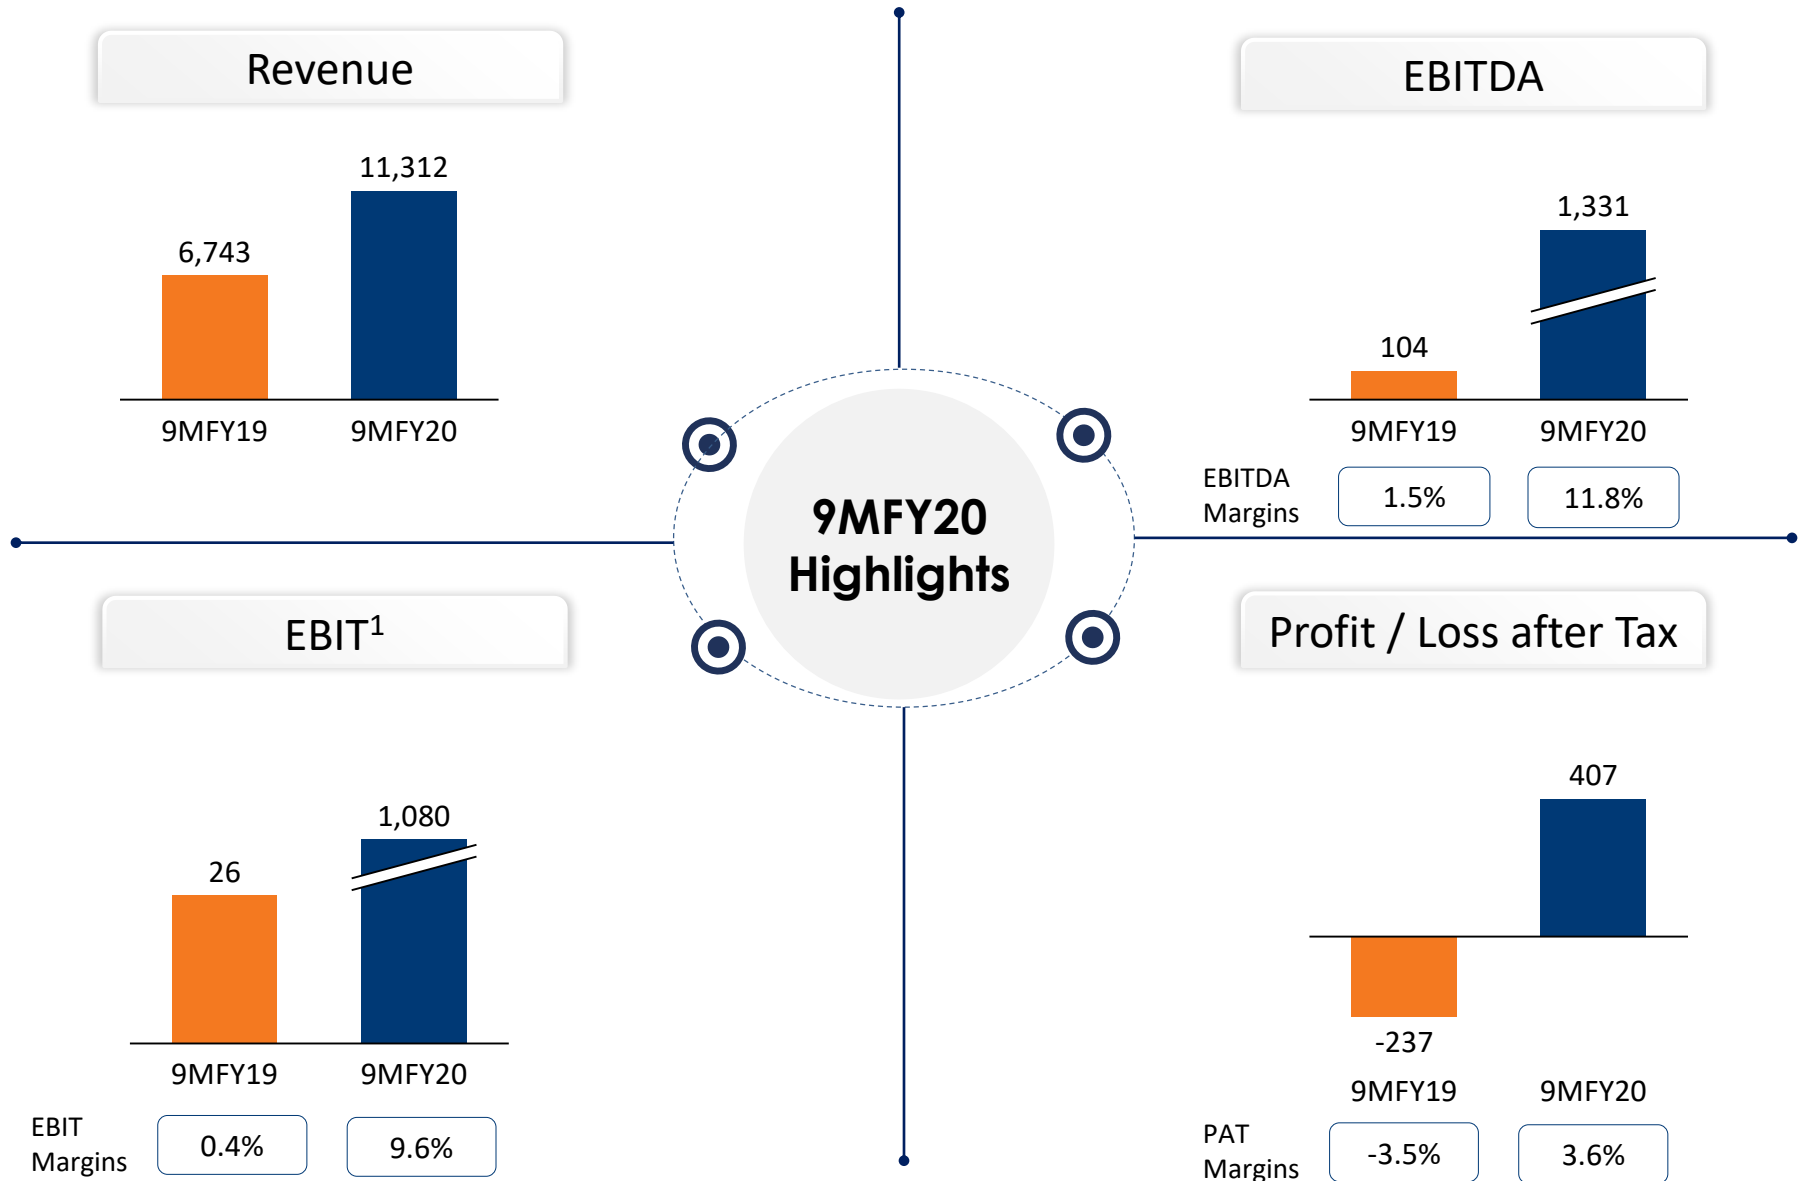 Revenue
11,312
6,743
9MFY19 9MFY20
EBITDA
1,331
104
9MFY19 9MFY20
EBITDA
Margins
1.5% 11.8%
9MFY20
Highlights
EBIT¹
1,080
26
9MFY19 9MFY20
EBIT
Margins
0.4% 9.6%
Profit / Loss after Tax
407
-237
9MFY19 9MFY20
PAT
Margins
-3.5% 3.6%